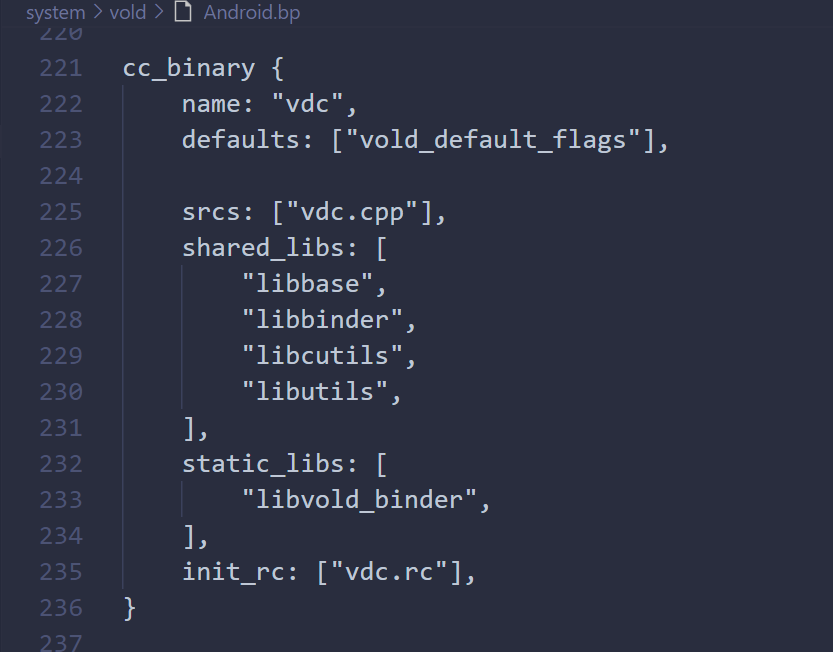 system > vold > Android.bp
220
221 cc_binary {
222     name: "vdc",
223     defaults: ["vold_default_flags"],
224
225     srcs: ["vdc.cpp"],
226     shared_libs: [
227         "libbase",
228         "libbinder",
229         "libcutils",
230         "libutils",
231     ],
232     static_libs: [
233         "libvold_binder",
234     ],
235     init_rc: ["vdc.rc"],
236 }
237